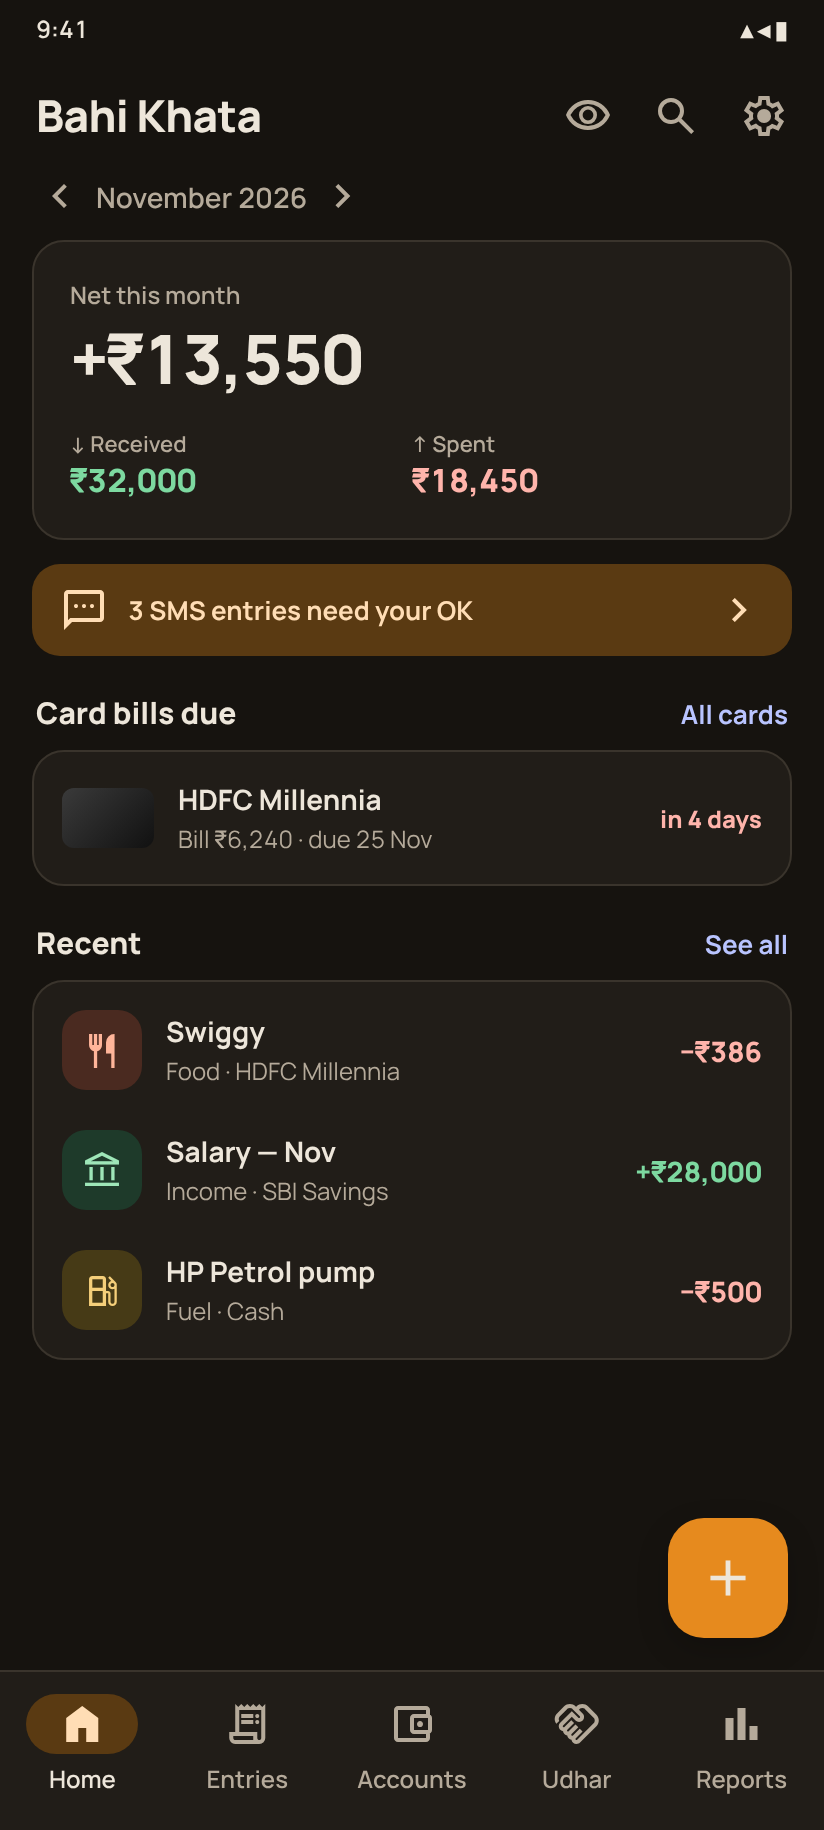 9:41
Bahi Khata
November 2026
Net this month
+₹13,550
↓ Received
↑ Spent
₹32,000
₹18,450
3 SMS entries need your OK
Card bills due
All cards
HDFC Millennia
Bill ₹6,240 · due 25 Nov
in 4 days
Recent
See all
Swiggy
Food · HDFC Millennia
−₹386
Salary — Nov
Income · SBI Savings
+₹28,000
HP Petrol pump
Fuel · Cash
−₹500
Home
Entries
Accounts
Udhar
Reports